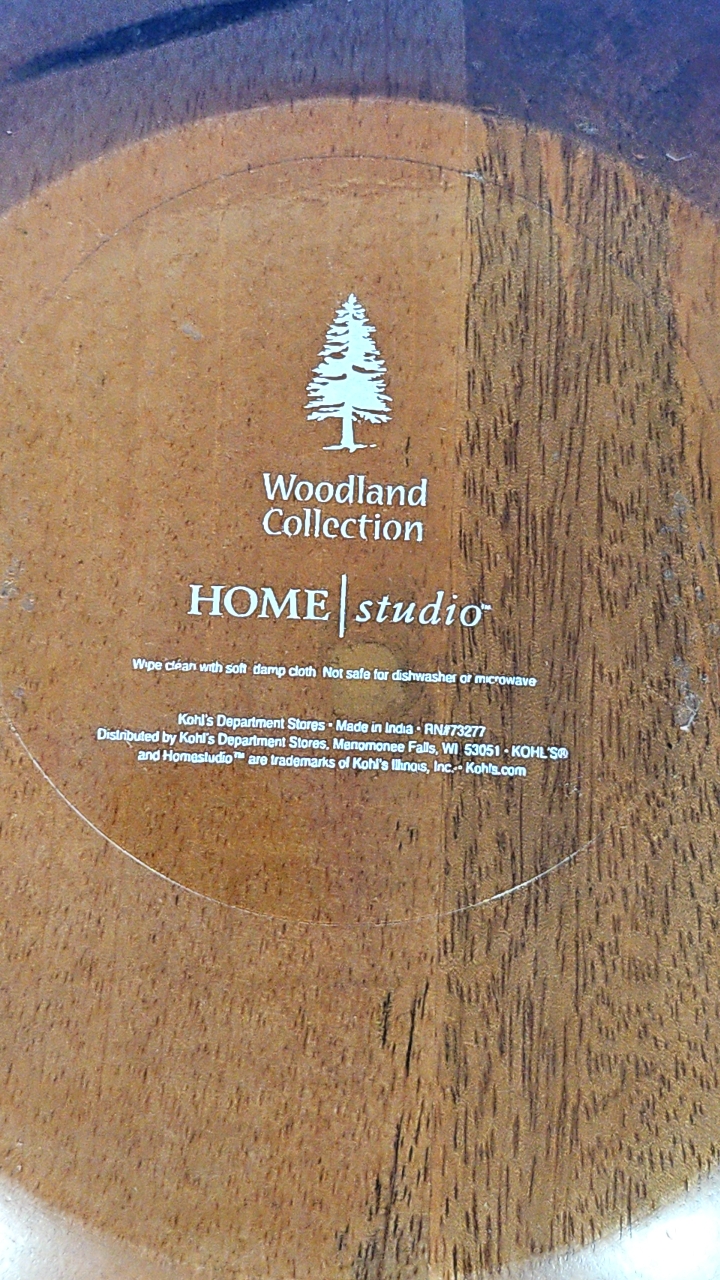 Woodland
Collection
HOME|studio™
Wipe clean with soft damp cloth Not safe for dishwasher or microwave
Kohl's Department Stores • Made in India • RN#73277
Distributed by Kohl's Department Stores, Menomonee Falls, WI 53051 • KOHL'S®
and Homestudio™ are trademarks of Kohl's Illinois, Inc. • Kohls.com